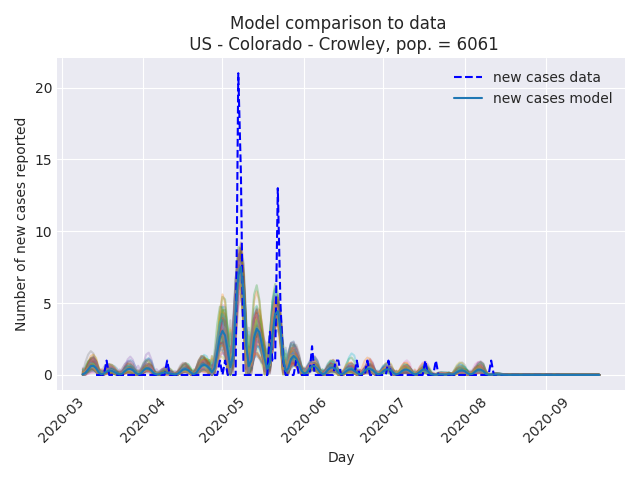 Model comparison to data
US - Colorado - Crowley, pop. = 6061
new cases data
new cases model
Number of new cases reported
20
15
10
5
0
2020-03
2020-04
2020-05
2020-06
2020-07
2020-08
2020-09
Day